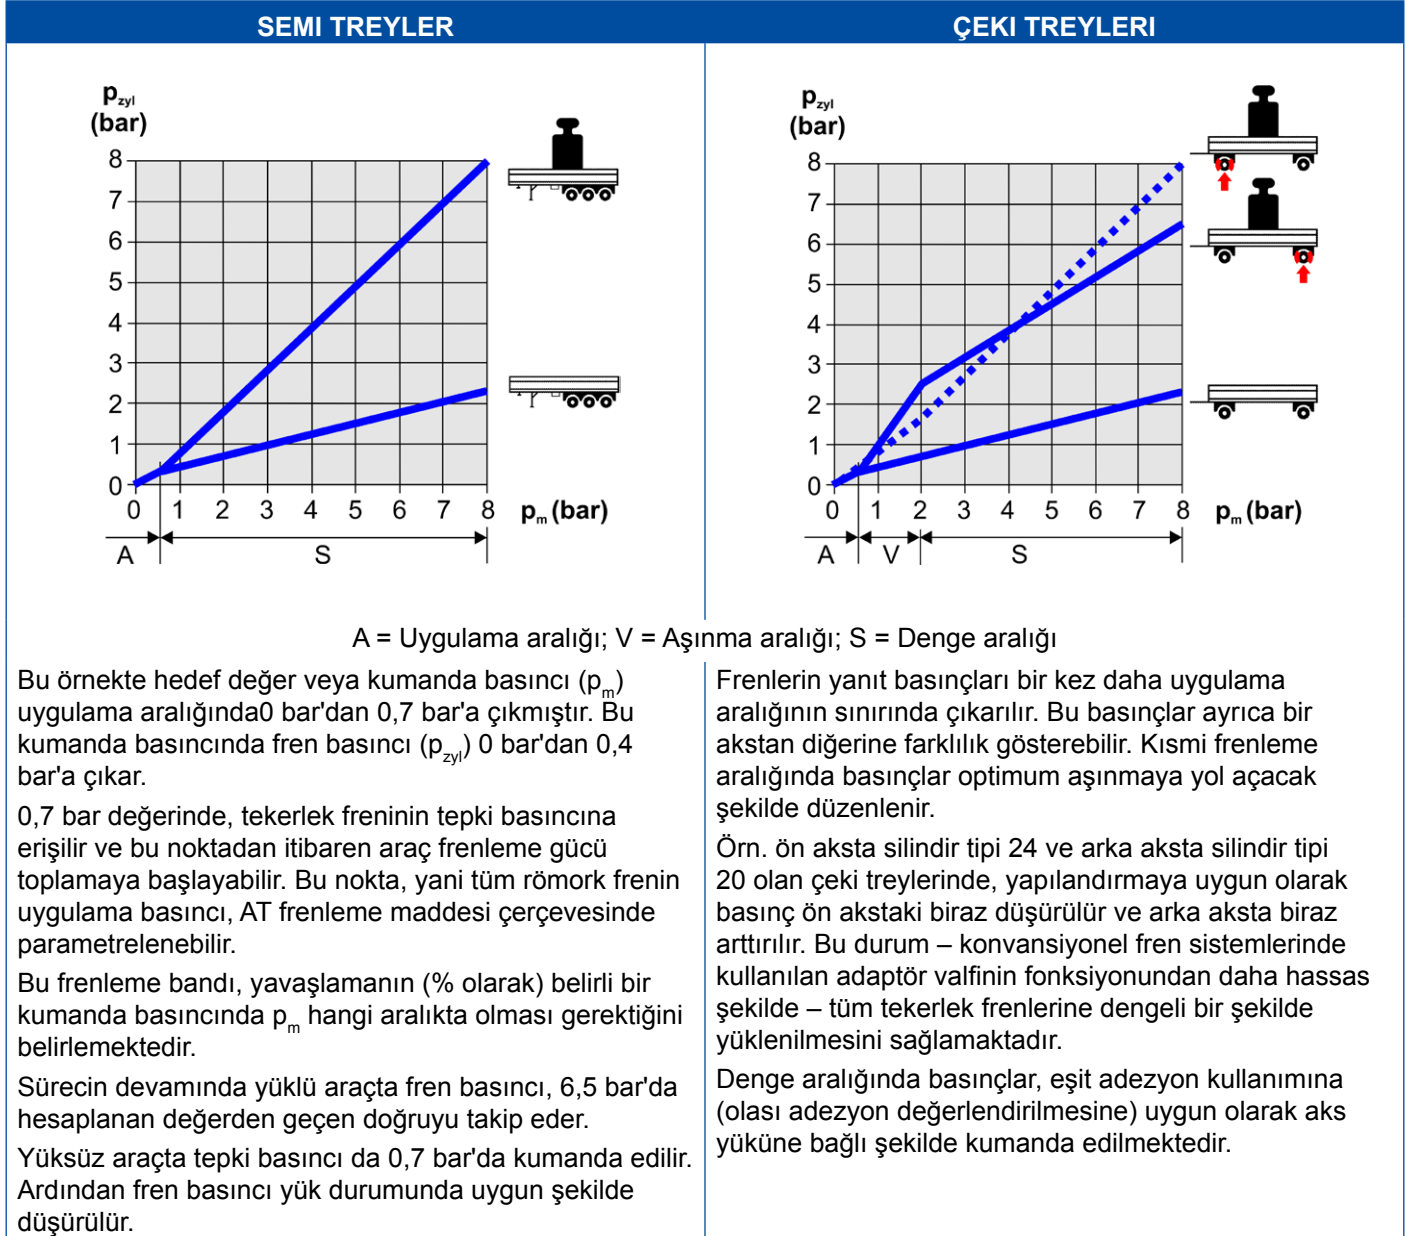 SEMI TREYLER
p_zyl
(bar)
8
7
6
5
4
3
2
1
0
0 1 2 3 4 5 6 7 8
p_m (bar)
A S
ÇEKI TREYLERI
p_zyl
(bar)
8
7
6
5
4
3
2
1
0
0 1 2 3 4 5 6 7 8
p_m (bar)
A V S
A = Uygulama aralığı; V = Aşınma aralığı; S = Denge aralığı
Bu örnekte hedef değer veya kumanda basıncı (p_m)
uygulama aralığında0 bar'dan 0,7 bar'a çıkmıştır. Bu
kumanda basıncında fren basıncı (p_zyl) 0 bar'dan 0,4
bar'a çıkar.
0,7 bar değerinde, tekerlek freninin tepki basıncına
erişilir ve bu noktadan itibaren araç frenleme gücü
toplamaya başlayabilir. Bu nokta, yani tüm römork frenin
uygulama basıncı, AT frenleme maddesi çerçevesinde
parametrelenebilir.
Bu frenleme bandı, yavaşlamanın (% olarak) belirli bir
kumanda basıncında p_m hangi aralıkta olması gerektiğini
belirlemektedir.
Sürecin devamında yüklü araçta fren basıncı, 6,5 bar'da
hesaplanan değerden geçen doğruyu takip eder.
Yüksüz araçta tepki basıncı da 0,7 bar'da kumanda edilir.
Ardından fren basıncı yük durumunda uygun şekilde
düşürülür.
Frenlerin yanıt basınçları bir kez daha uygulama
aralığının sınırında çıkarılır. Bu basınçlar ayrıca bir
akstan diğerine farklılık gösterebilir. Kısmi frenleme
aralığında basınçlar optimum aşınmaya yol açacak
şekilde düzenlenir.
Örn. ön aksta silindir tipi 24 ve arka aksta silindir tipi
20 olan çeki treylerinde, yapılandırmaya uygun olarak
basınç ön akstaki biraz düşürülür ve arka aksta biraz
arttırılır. Bu durum – konvansiyonel fren sistemlerinde
kullanılan adaptör valfinin fonksiyonundan daha hassas
şekilde – tüm tekerlek frenlerine dengeli bir şekilde
yüklenilmesini sağlamaktadır.
Denge aralığında basınçlar, eşit adezyon kullanımına
(olası adezyon değerlendirilmesine) uygun olarak aks
yüküne bağlı şekilde kumanda edilmektedir.